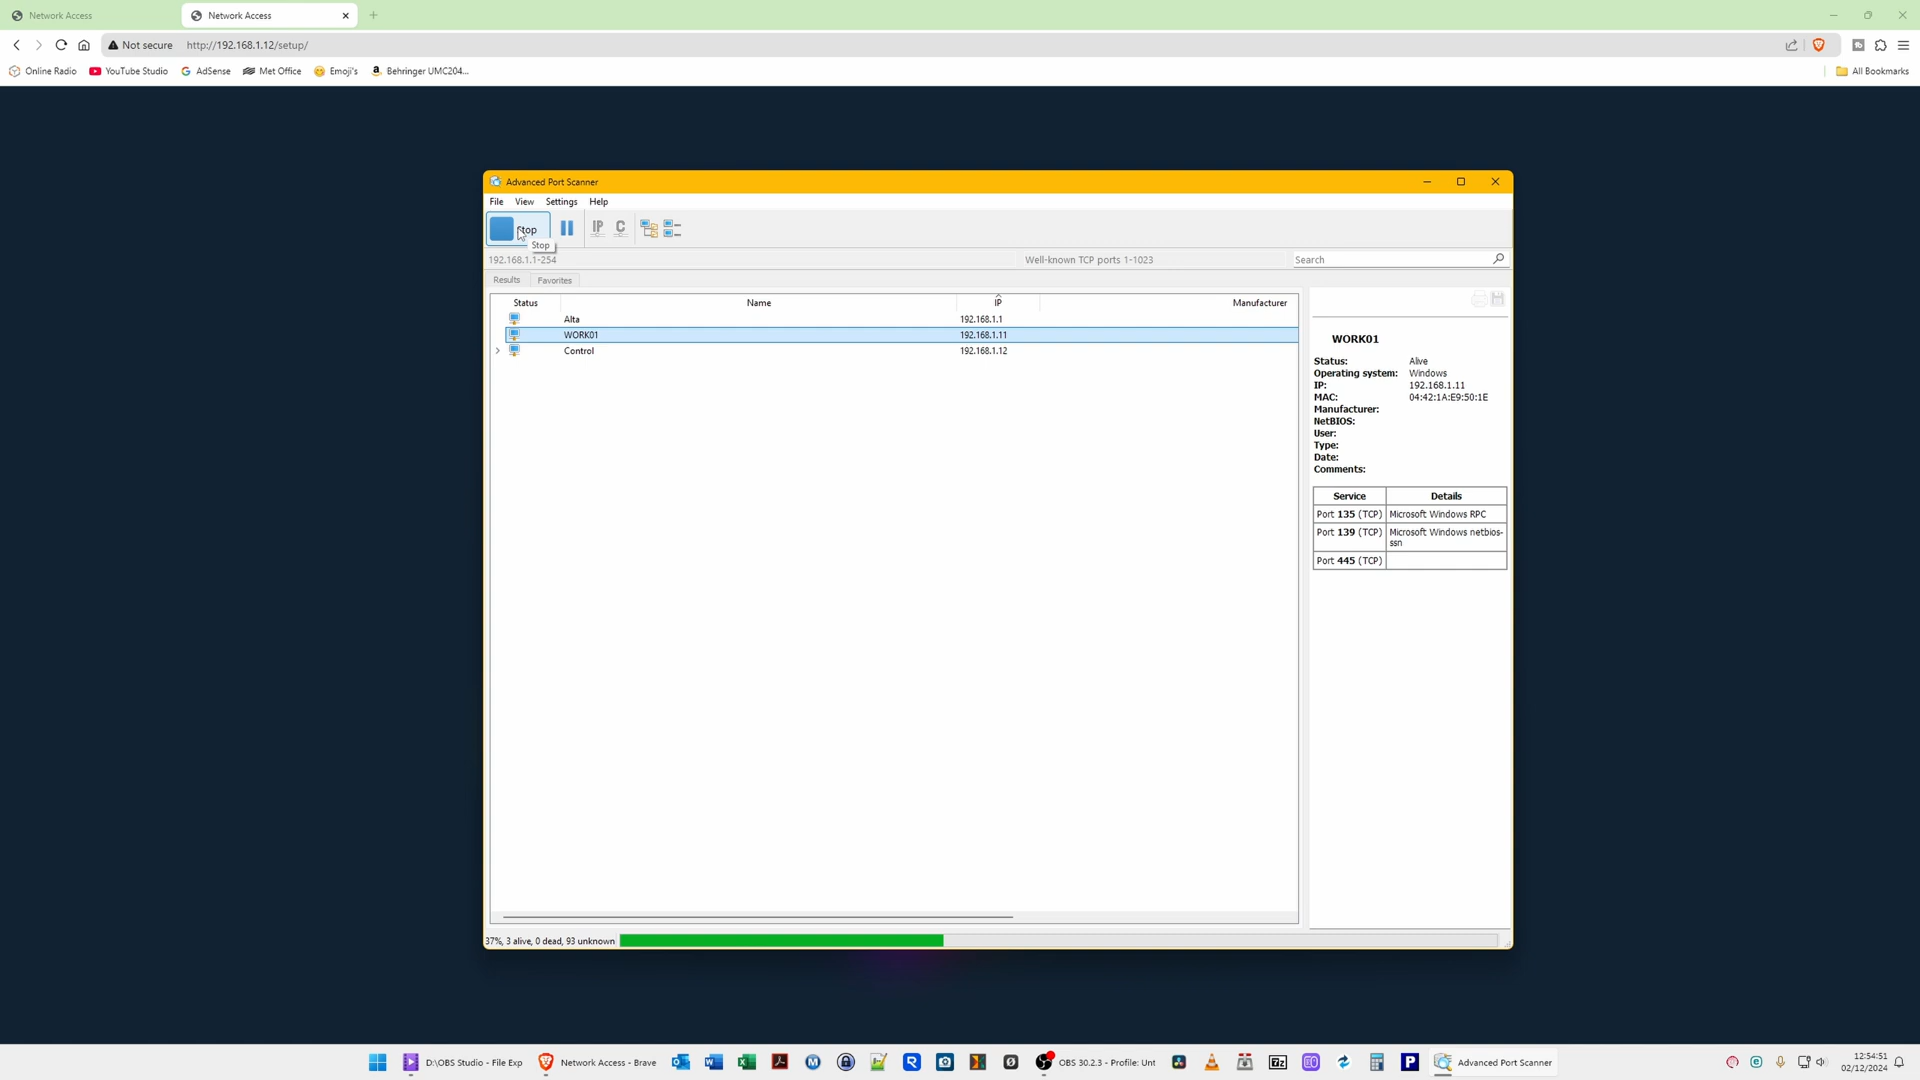 Network Access
Network Access
Not secure http://192.168.1.12/setup/
Online Radio YouTube Studio AdSense Met Office Emoji's Behringer UMC204... All Bookmarks
Advanced Port Scanner
File View Settings Help
Stop IP C
Stop
192.168.1.1-254 Well-known TCP ports 1-1023 Search
Results Favorites
Status Name IP Manufacturer
Alta 192.168.1.1
WORK01 192.168.1.11
Control 192.168.1.12
WORK01
Status: Alive
Operating system: Windows
IP: 192.168.1.11
MAC: 04:42:1A:E9:50:1E
Manufacturer:
NetBIOS:
User:
Type:
Date:
Comments:
Service Details
Port 135 (TCP) Microsoft Windows RPC
Port 139 (TCP) Microsoft Windows netbios-
ssn
Port 445 (TCP)
37%, 3 alive, 0 dead, 93 unknown
D:\OBS Studio - File Exp Network Access - Brave OBS 30.2.3 - Profile: Unt Advanced Port Scanner
12:54:51
02/12/2024